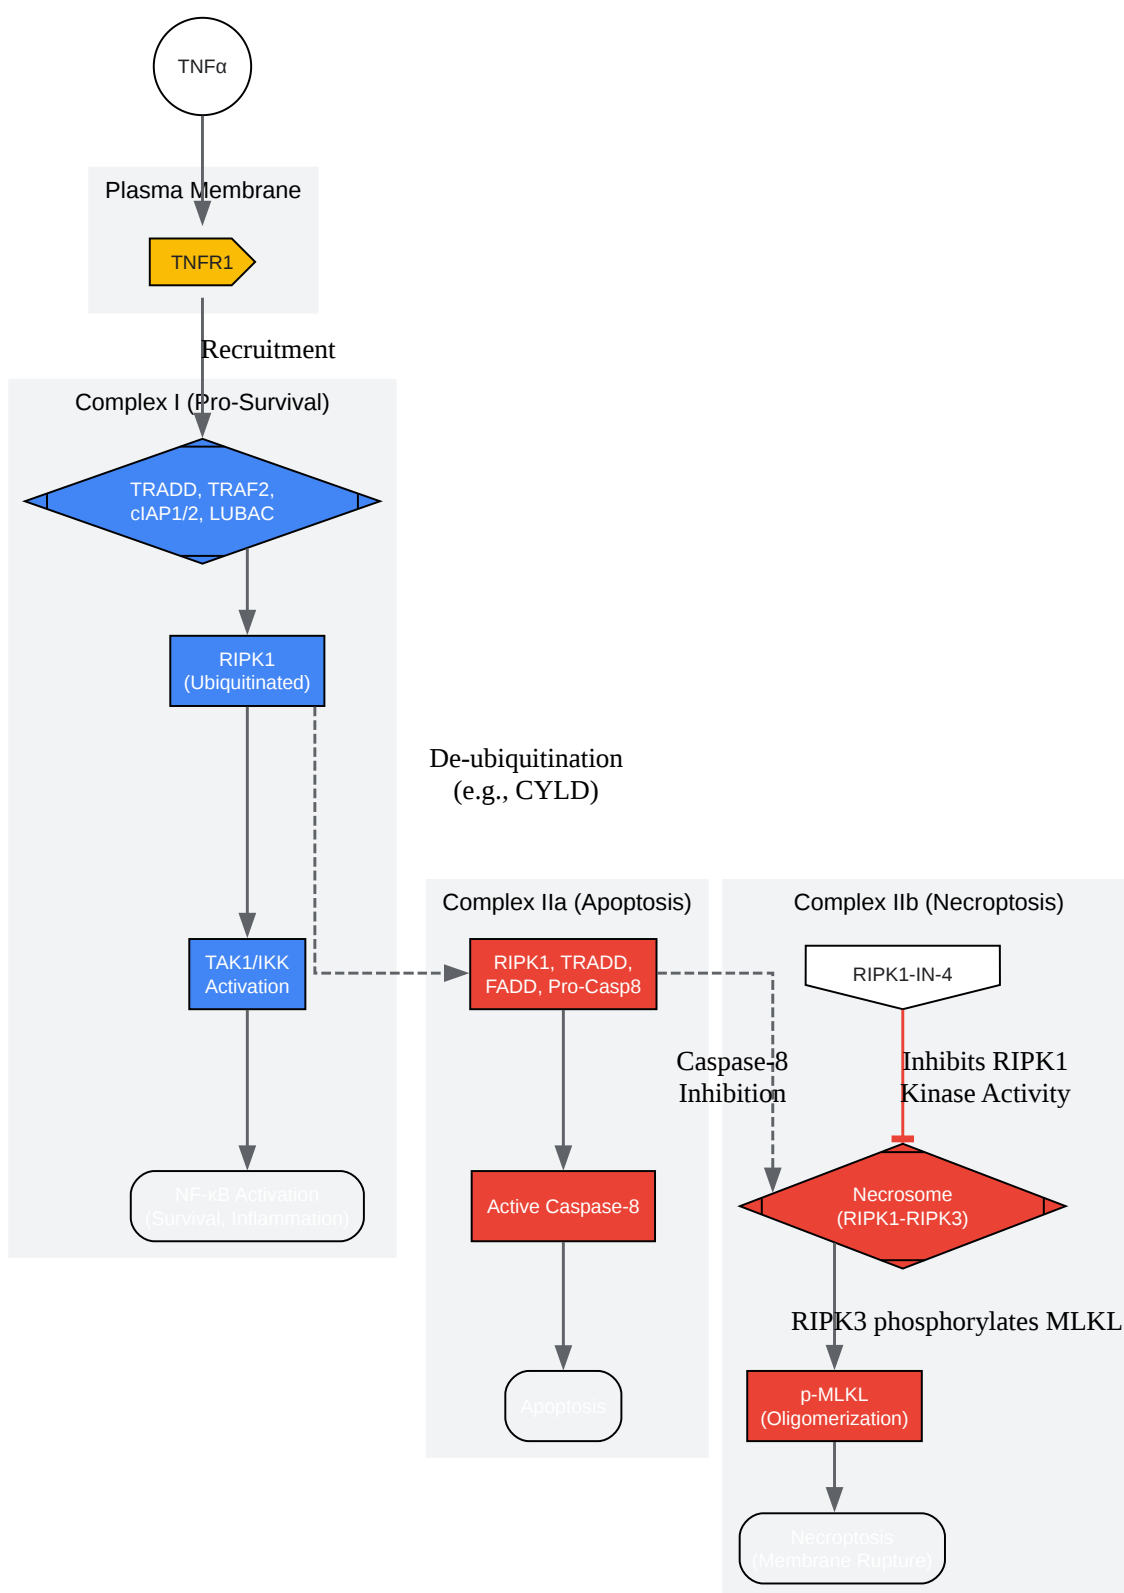 TNFα
Plasma Membrane
TNFR1
Recruitment
Complex I (Pro-Survival)
TRADD, TRAF2,
cIAP1/2, LUBAC
RIPK1
(Ubiquitinated)
De-ubiquitination
(e.g., CYLD)
Complex IIa (Apoptosis)
Complex IIb (Necroptosis)
TAK1/IKK
Activation
RIPK1, TRADD,
FADD, Pro-Casp8
RIPK1-IN-4
Caspase-8
Inhibition
Inhibits RIPK1
Kinase Activity
NF-κB Activation
(Survival, Inflammation)
Active Caspase-8
Necrosome
(RIPK1-RIPK3)
RIPK3 phosphorylates MLKL
Apoptosis
p-MLKL
(Oligomerization)
Necroptosis
(Membrane Rupture)